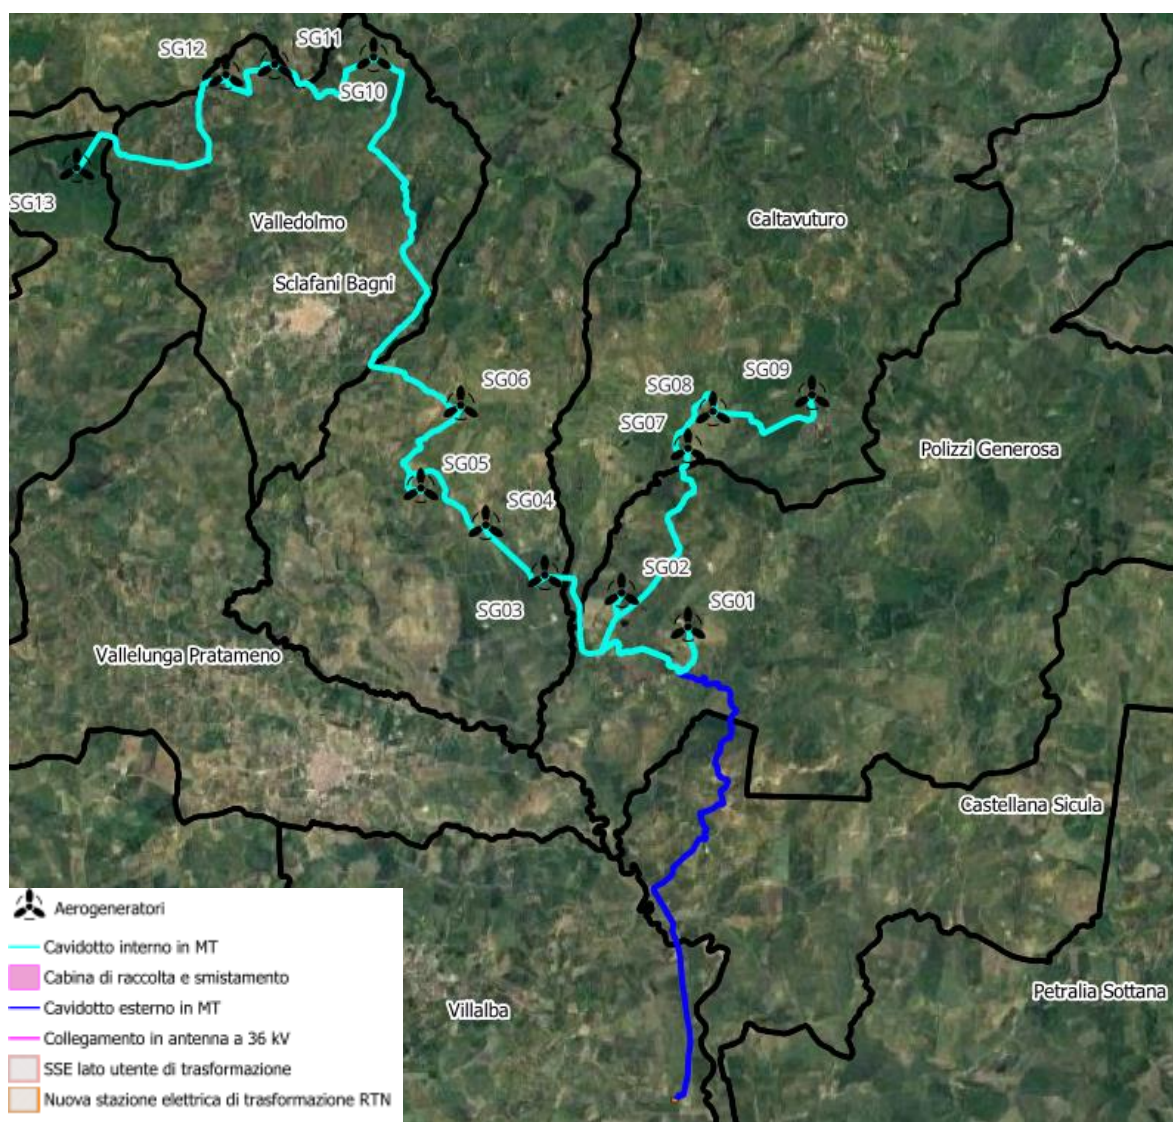 SG11
SG12
SG10
SG13
Valledolmo
Caltavuturo
Sclafani Bagni
SG09
SG06
SG08
SG07
Polizzi Generosa
SG05
SG04
SG02
SG03
SG01
Vallelunga Pratameno
Castellana Sicula
Petralia Sottana
Villalba
Aerogeneratori
Cavidotto interno in MT
Cabina di raccolta e smistamento
Cavidotto esterno in MT
Collegamento in antenna a 36 kV
SSE lato utente di trasformazione
Nuova stazione elettrica di trasformazione RTN